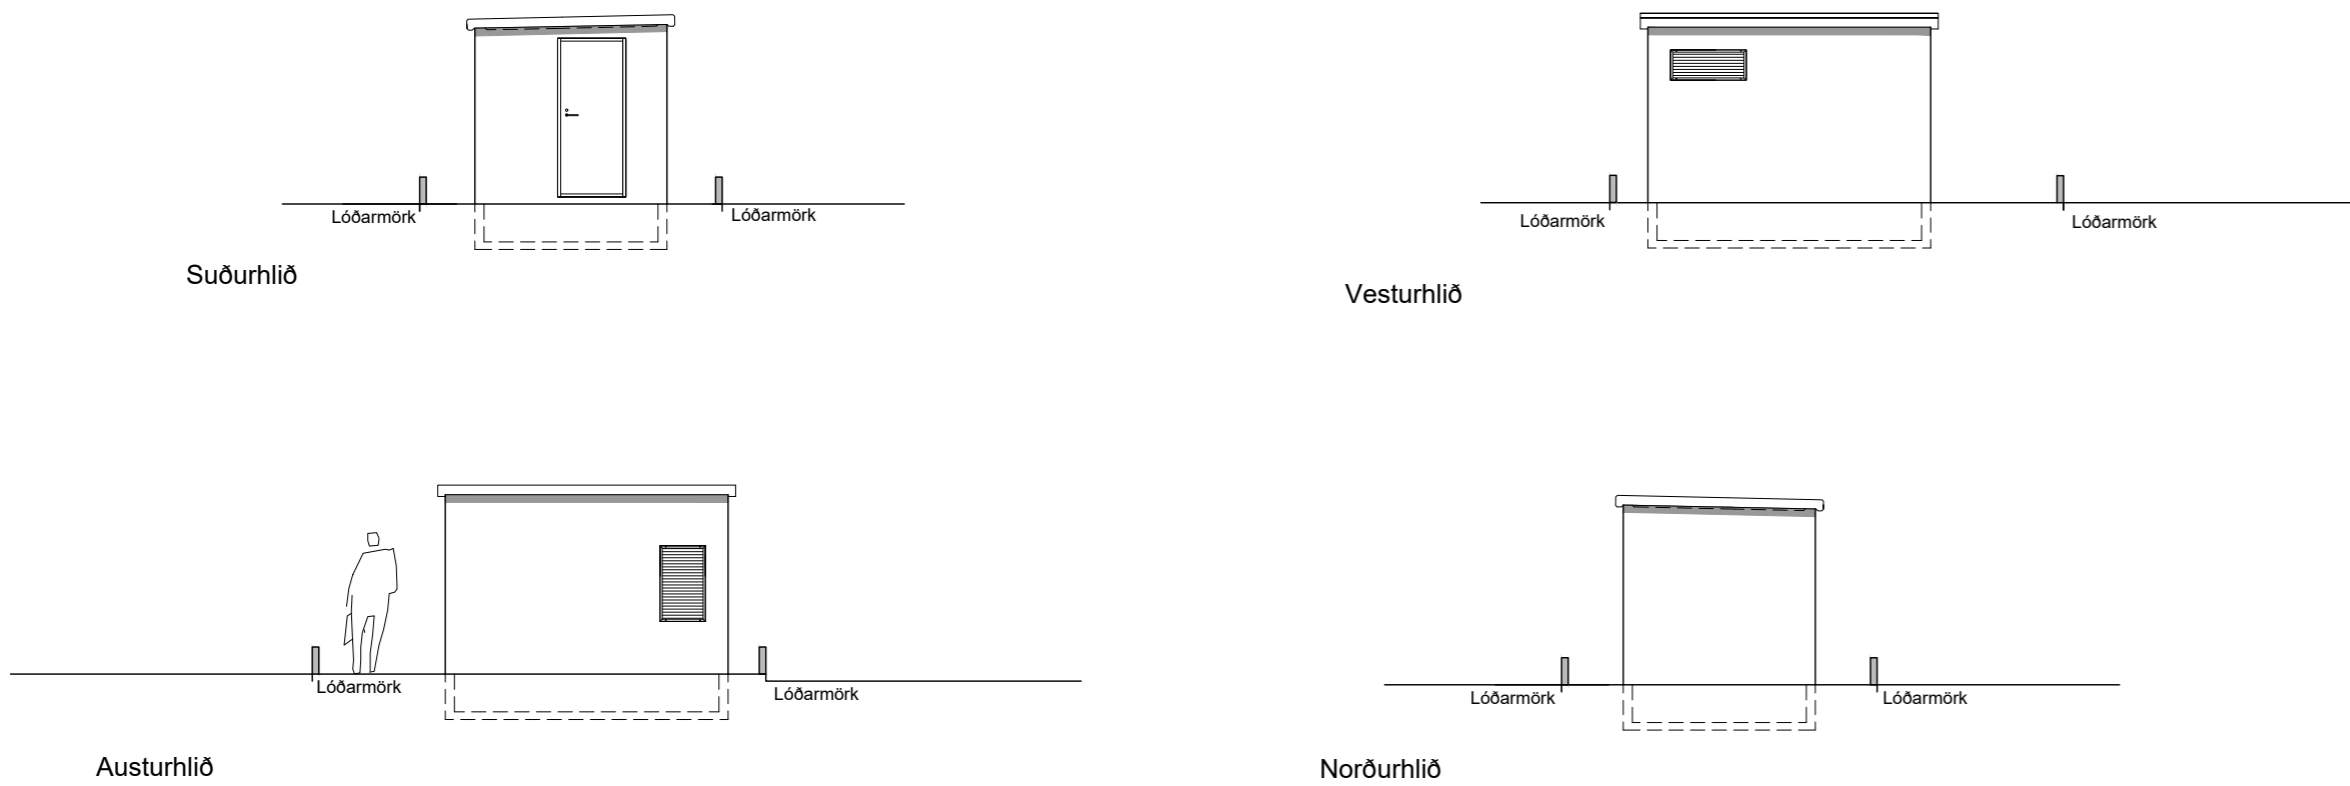 Lóðarmörk
Lóðarmörk
Suðurhlið
Lóðarmörk
Lóðarmörk
Vesturhlið
Lóðarmörk
Lóðarmörk
Austurhlið
Lóðarmörk
Lóðarmörk
Norðurhlið